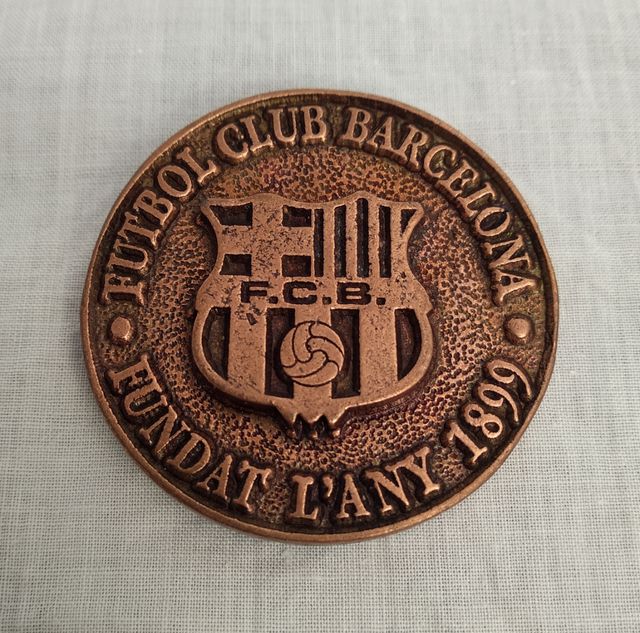 FUTBOL CLUB BARCELONA
F.C.B.
FUNDAT L'ANY 1899